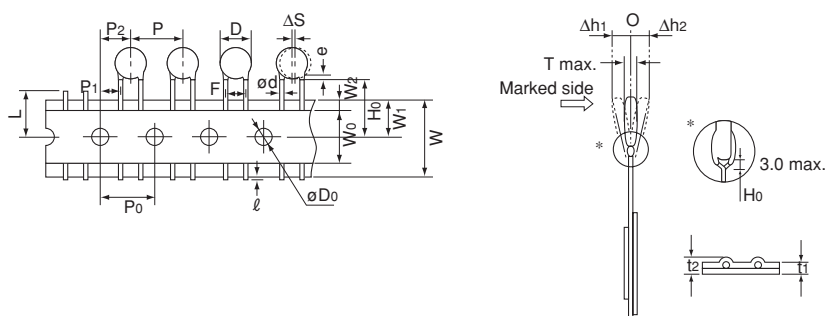 P2 P D ΔS
e
P1 F ød W2
L H0 W1
W0 W
P0 ℓ øD0
Δh1 O Δh2
T max.
Marked side
*
*
3.0 max.
H0
t2 t1